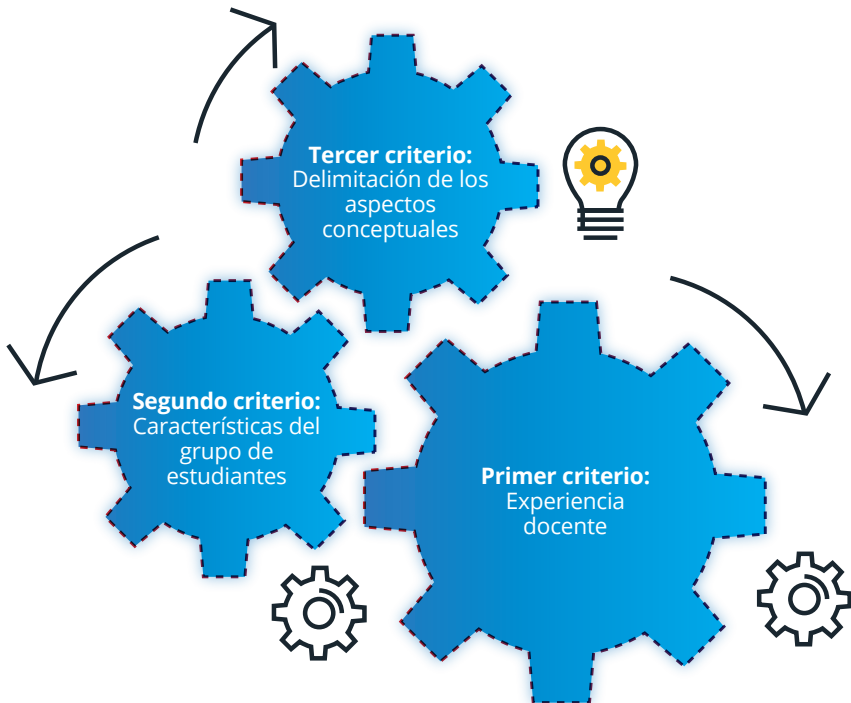 Tercer criterio:
Delimitación de los
aspectos
conceptuales
Segundo criterio:
Características del
grupo de
estudiantes
Primer criterio:
Experiencia
docente